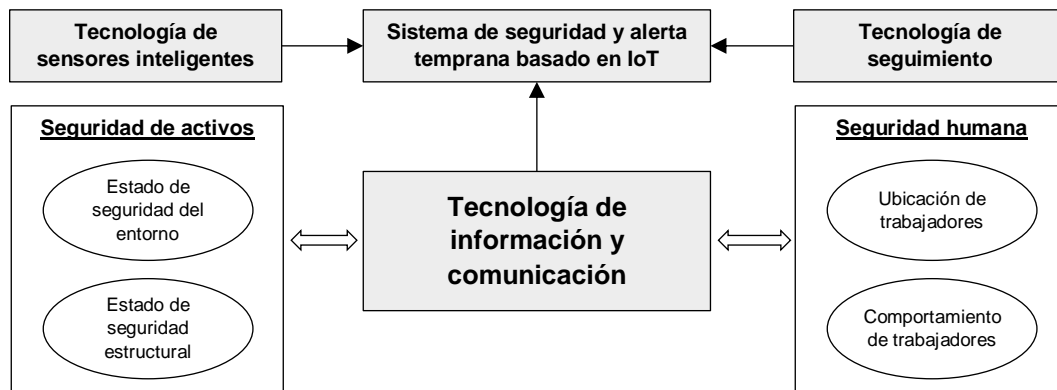 Tecnología de
sensores inteligentes
Sistema de seguridad y alerta
temprana basado en IoT
Tecnología de
seguimiento
Seguridad de activos
Estado de
seguridad del
entorno
Estado de
seguridad
estructural
Tecnología de
información y
comunicación
Seguridad humana
Ubicación de
trabajadores
Comportamiento
de trabajadores